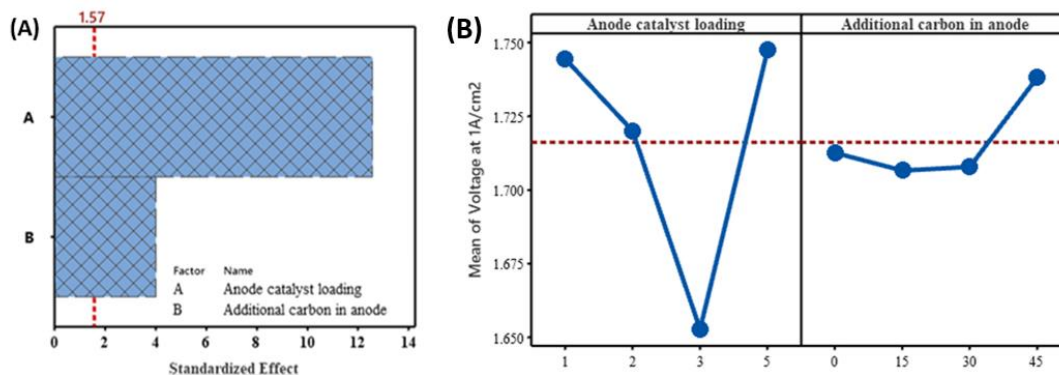 (A)
1.57
A
B
Factor Name
A Anode catalyst loading
B Additional carbon in anode
0 2 4 6 8 10 12 14
Standardized Effect
(B)
Anode catalyst loading Additional carbon in anode
Mean of Voltage at 1A/cm2
1.750
1.725
1.700
1.675
1.650
1 2 3 5 0 15 30 45